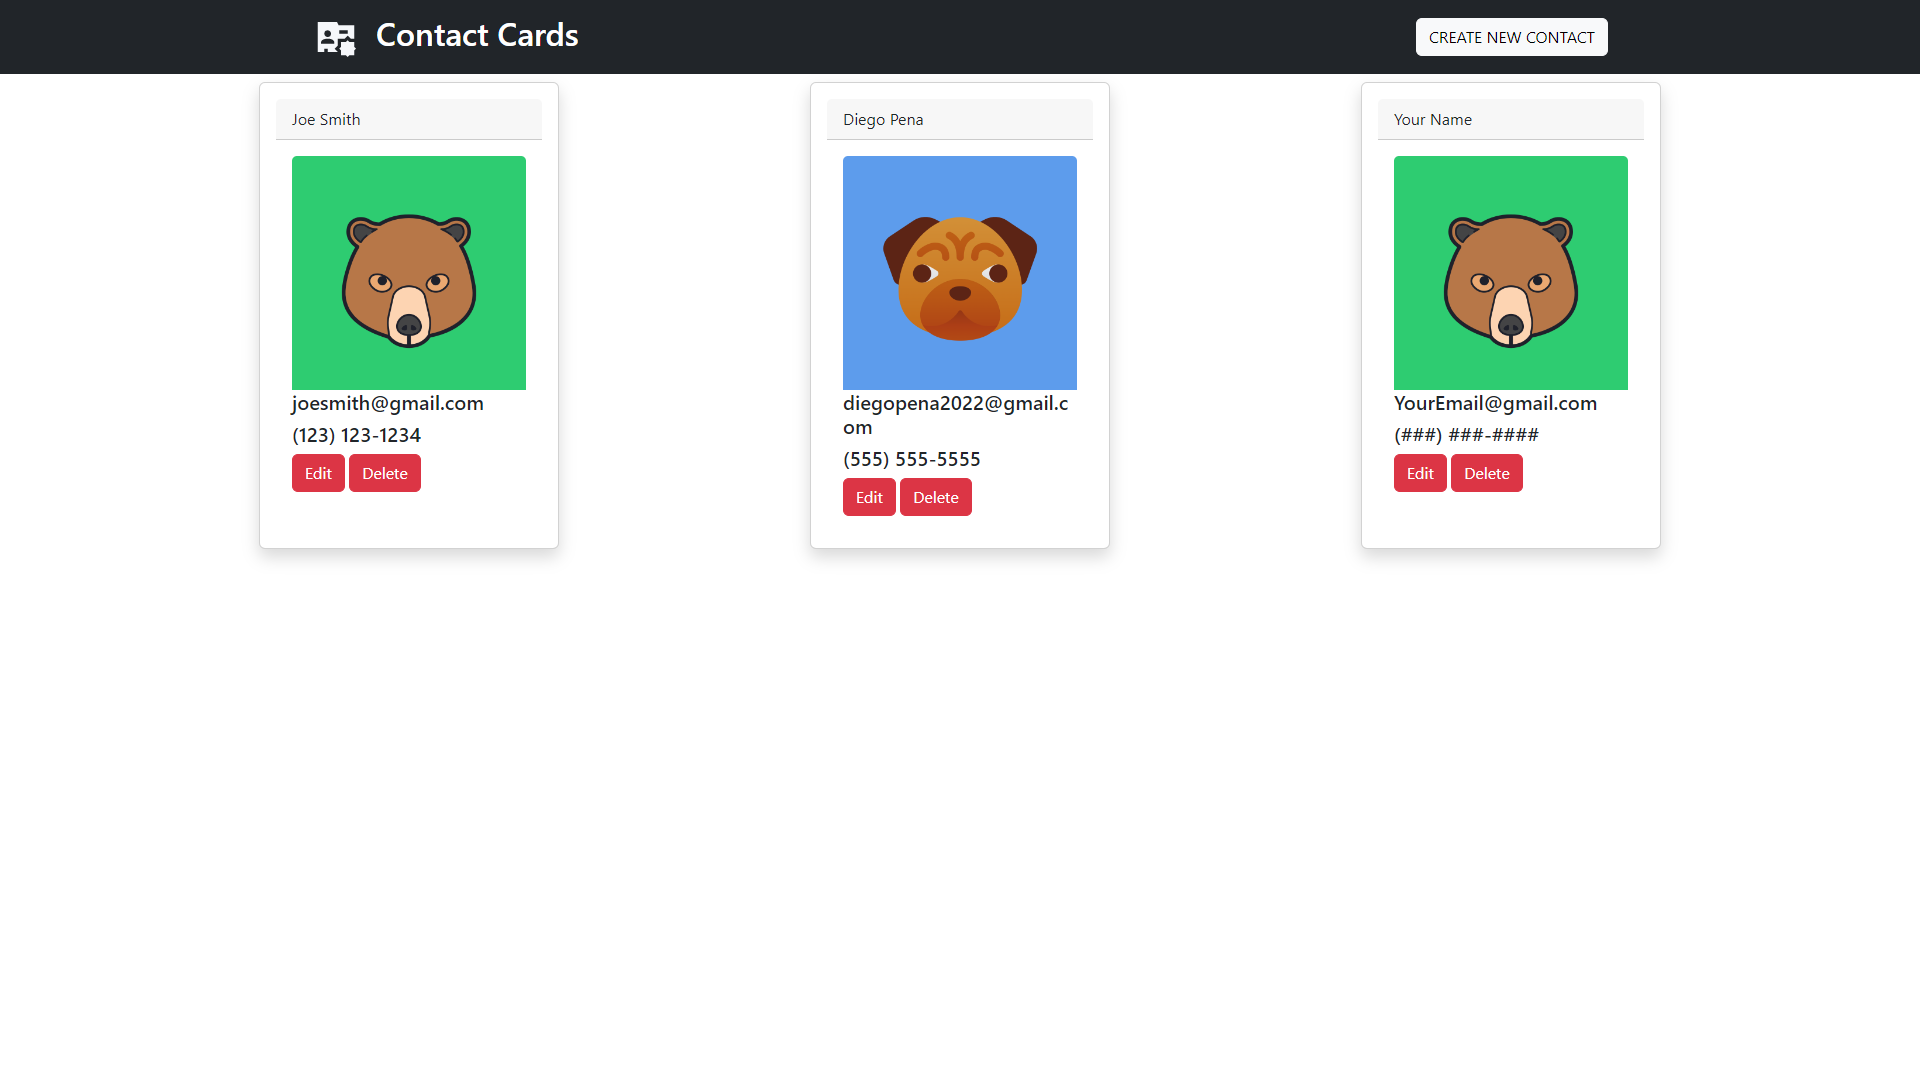 Contact Cards
CREATE NEW CONTACT
Joe Smith
joesmith@gmail.com
(123) 123-1234
Edit
Delete
Diego Pena
diegopena2022@gmail.c
om
(555) 555-5555
Edit
Delete
Your Name
YourEmail@gmail.com
(###) ###-####
Edit
Delete